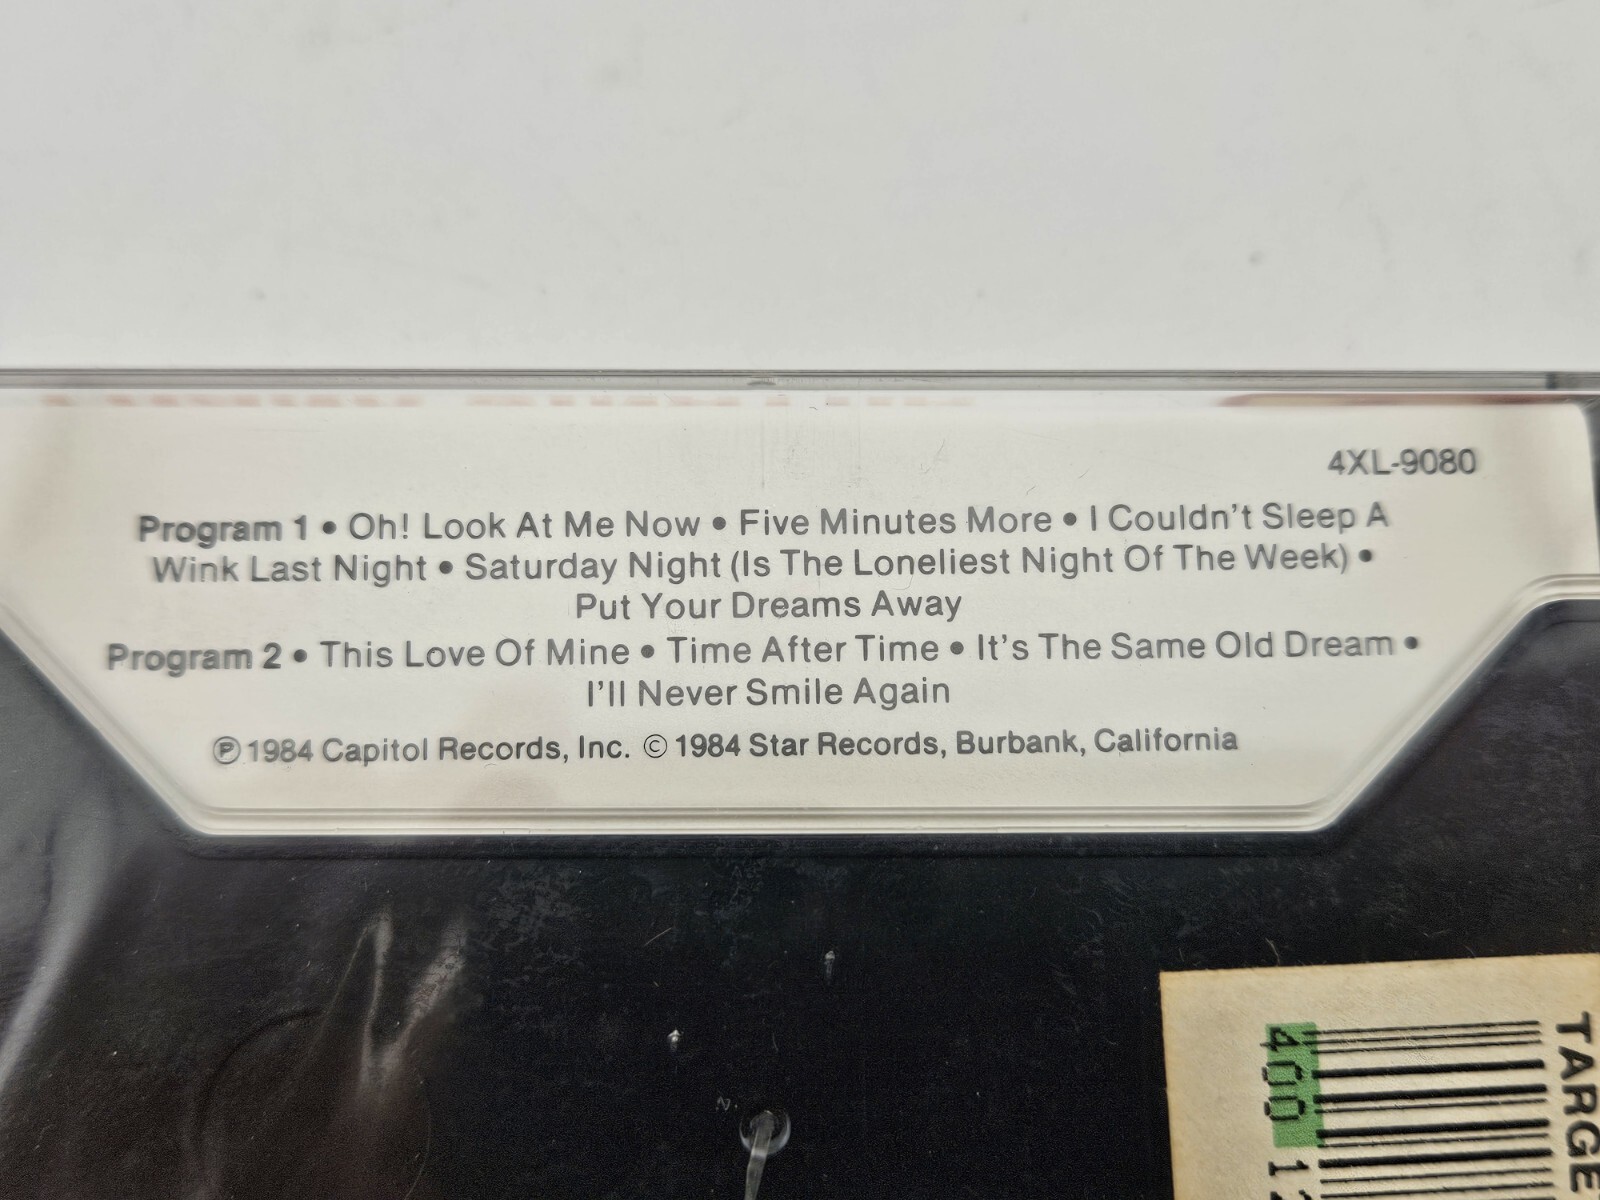 4XL-9080
Program 1 • Oh! Look At Me Now • Five Minutes More • I Couldn't Sleep A
Wink Last Night • Saturday Night (Is The Loneliest Night Of The Week) •
Put Your Dreams Away
Program 2 • This Love Of Mine • Time After Time • It's The Same Old Dream •
I'll Never Smile Again
℗ 1984 Capitol Records, Inc. © 1984 Star Records, Burbank, California
TARGE
400 1